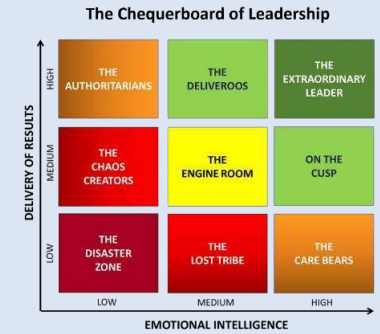 The Chequerboard of Leadership
DELIVERY OF RESULTS
HIGH
THE
AUTHORITARIANS
THE
DELIVEROOS
THE
EXTRAORDINARY
LEADER
MEDIUM
THE
CHAOS
CREATORS
THE
ENGINE ROOM
ON THE
CUSP
LOW
THE
DISASTER
ZONE
THE
LOST TRIBE
THE
CARE BEARS
LOW
MEDIUM
HIGH
EMOTIONAL INTELLIGENCE